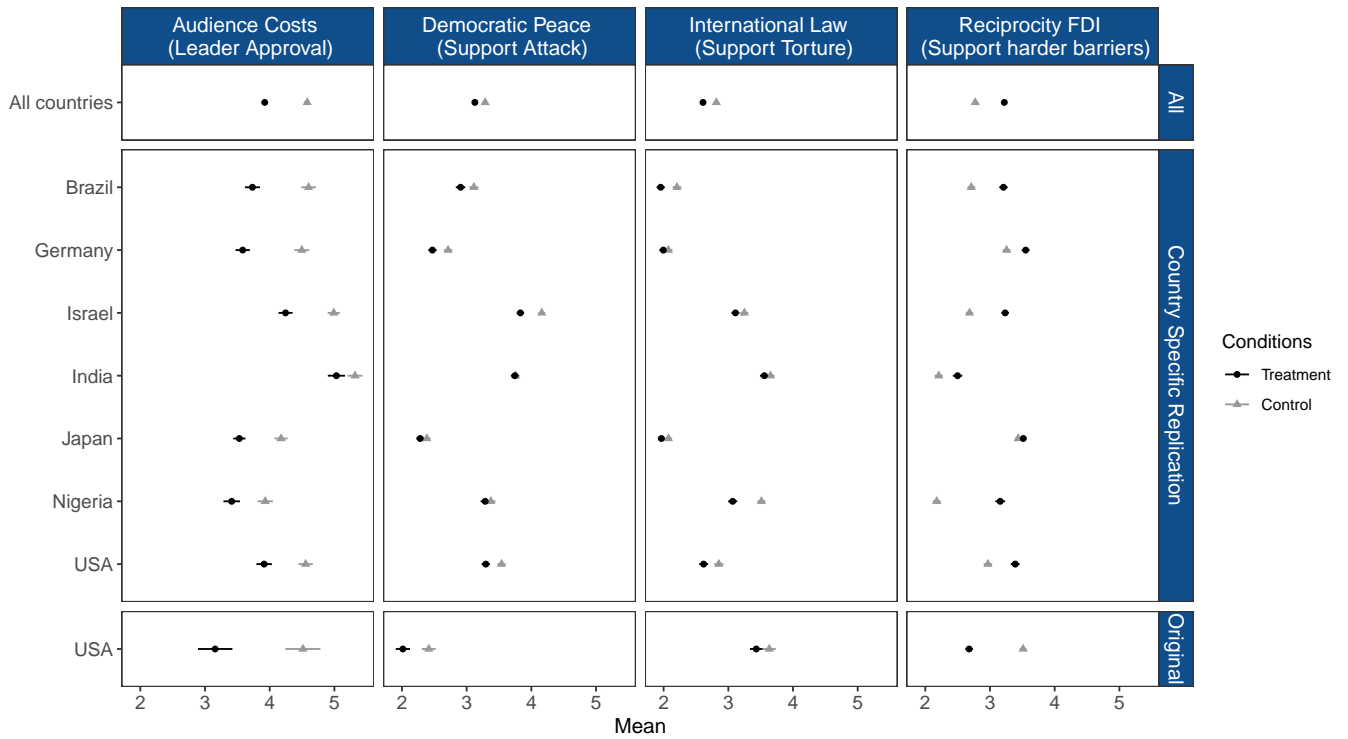 Audience Costs
(Leader Approval)
Democratic Peace
(Support Attack)
International Law
(Support Torture)
Reciprocity FDI
(Support harder barriers)
All countries
All
Brazil
Germany
Israel
India
Japan
Nigeria
USA
Country Specific Replication
USA
Original
2 3 4 5 2 3 4 5 2 3 4 5 2 3 4 5
Mean
Conditions
Treatment
Control